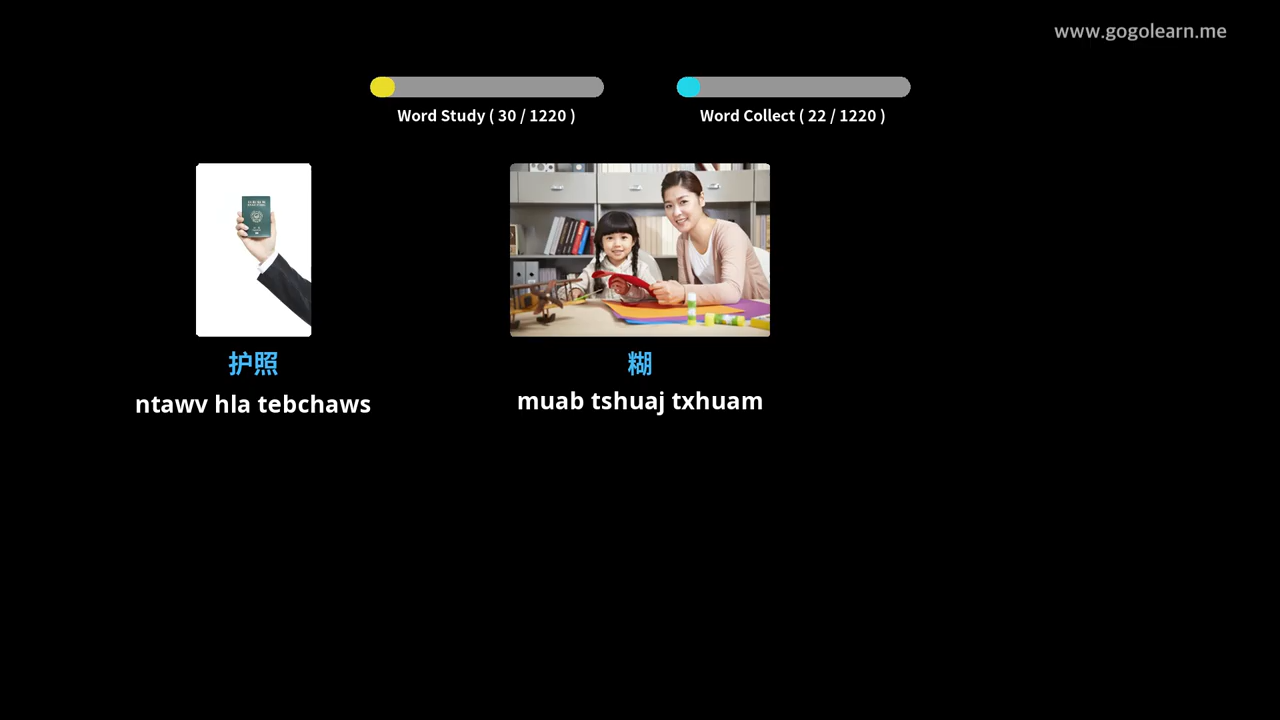 www.gogolearn.me
Word Study ( 30 / 1220 )
Word Collect ( 22 / 1220 )
护照
ntawv hla tebchaws
糊
muab tshuaj txhuam